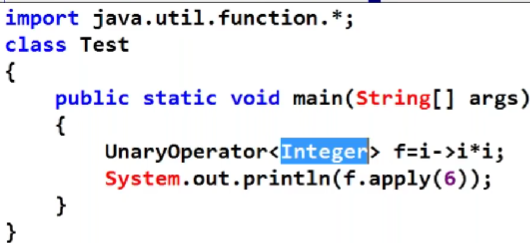 import java.util.function.*;
class Test
{
    public static void main(String[] args)
    {
        UnaryOperator<Integer> f=i->i*i;
        System.out.println(f.apply(6));
    }
}